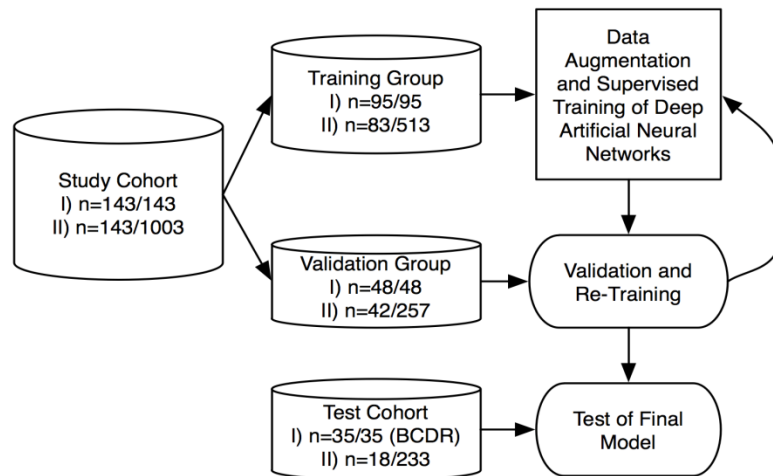 Study Cohort
I) n=143/143
II) n=143/1003
Training Group
I) n=95/95
II) n=83/513
Data
Augmentation
and Supervised
Training of Deep
Artificial Neural
Networks
Validation Group
I) n=48/48
II) n=42/257
Validation and
Re-Training
Test Cohort
I) n=35/35 (BCDR)
II) n=18/233
Test of Final
Model